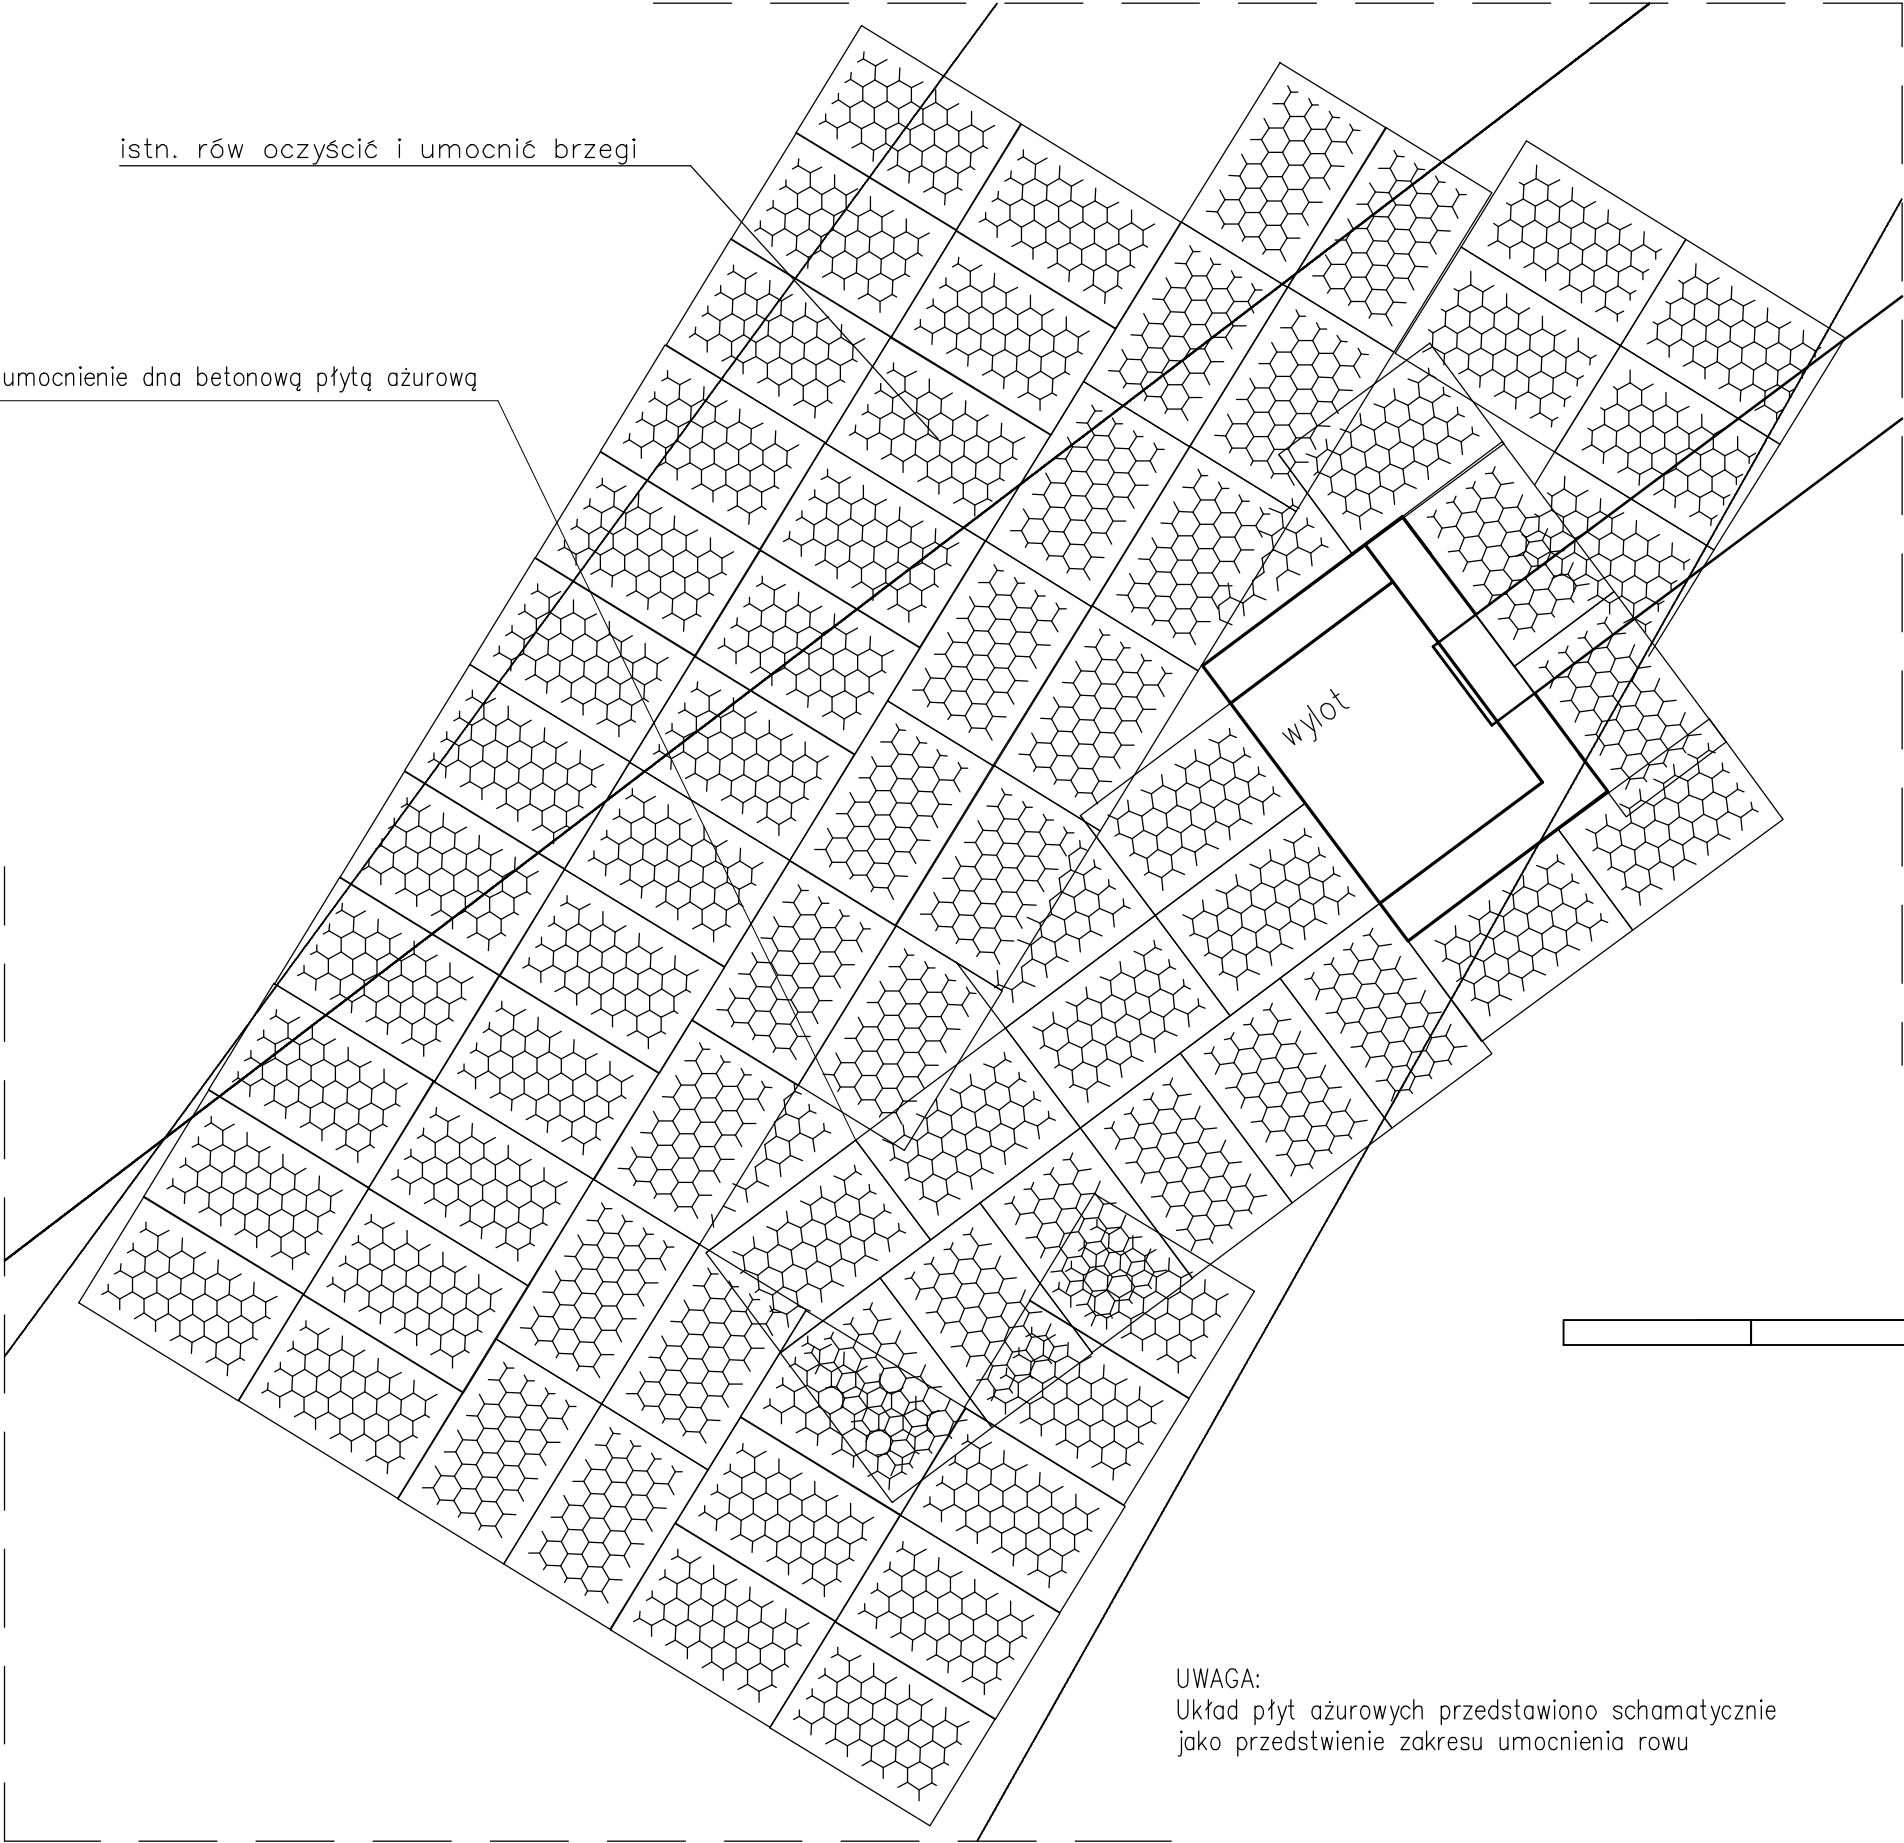 istn. rów oczyścić i umocnić brzegi
umocnienie dna betonową płytą ażurową
wylot
UWAGA:
Układ płyt ażurowych przedstawiono schamatycznie
jako przedstwienie zakresu umocnienia rowu